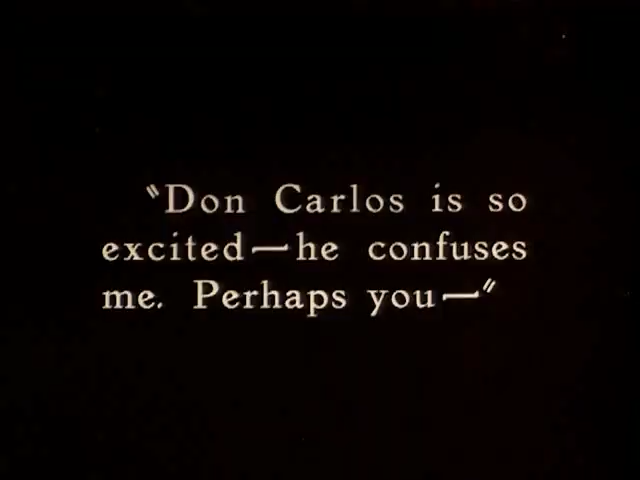 "Don Carlos is so
excited—he confuses
me. Perhaps you—"